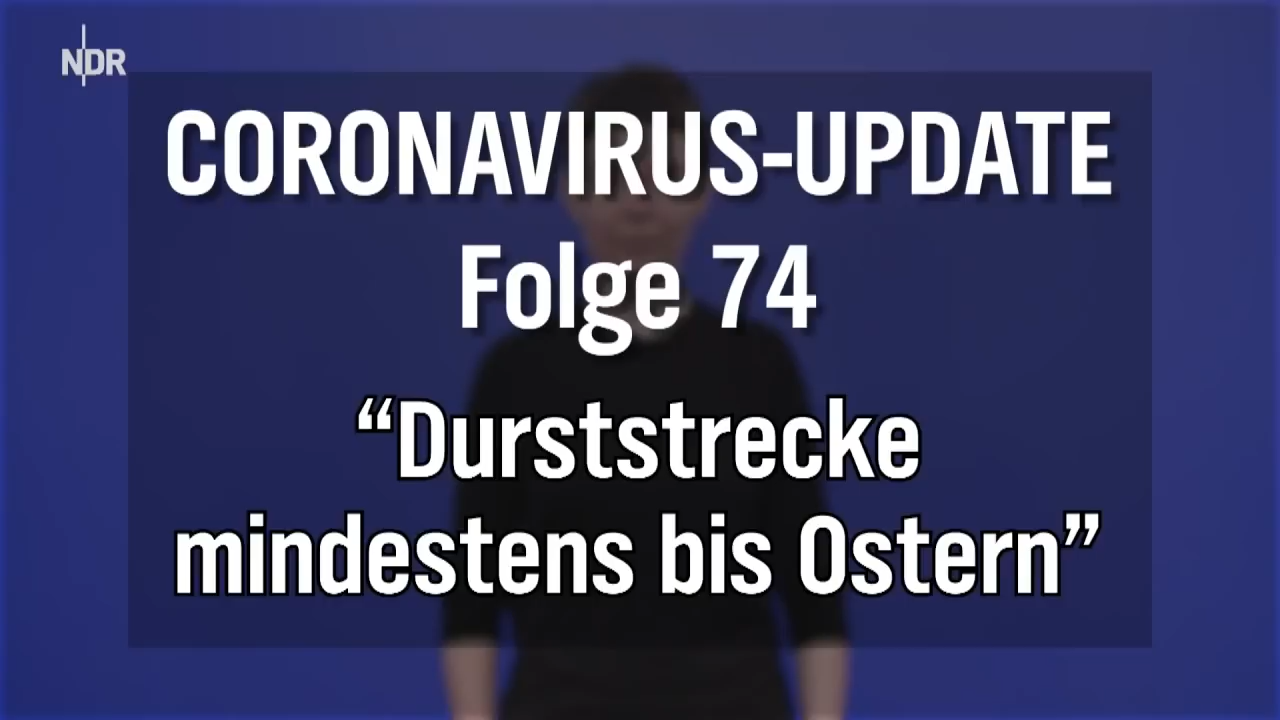 NDR
CORONAVIRUS-UPDATE
Folge 74
“Durststrecke
mindestens bis Ostern”